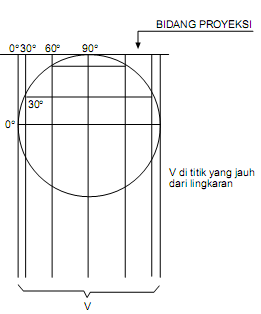 BIDANG PROYEKSI
0° 30° 60° 90°
30°
0°
V di titik yang jauh
dari lingkaran
V